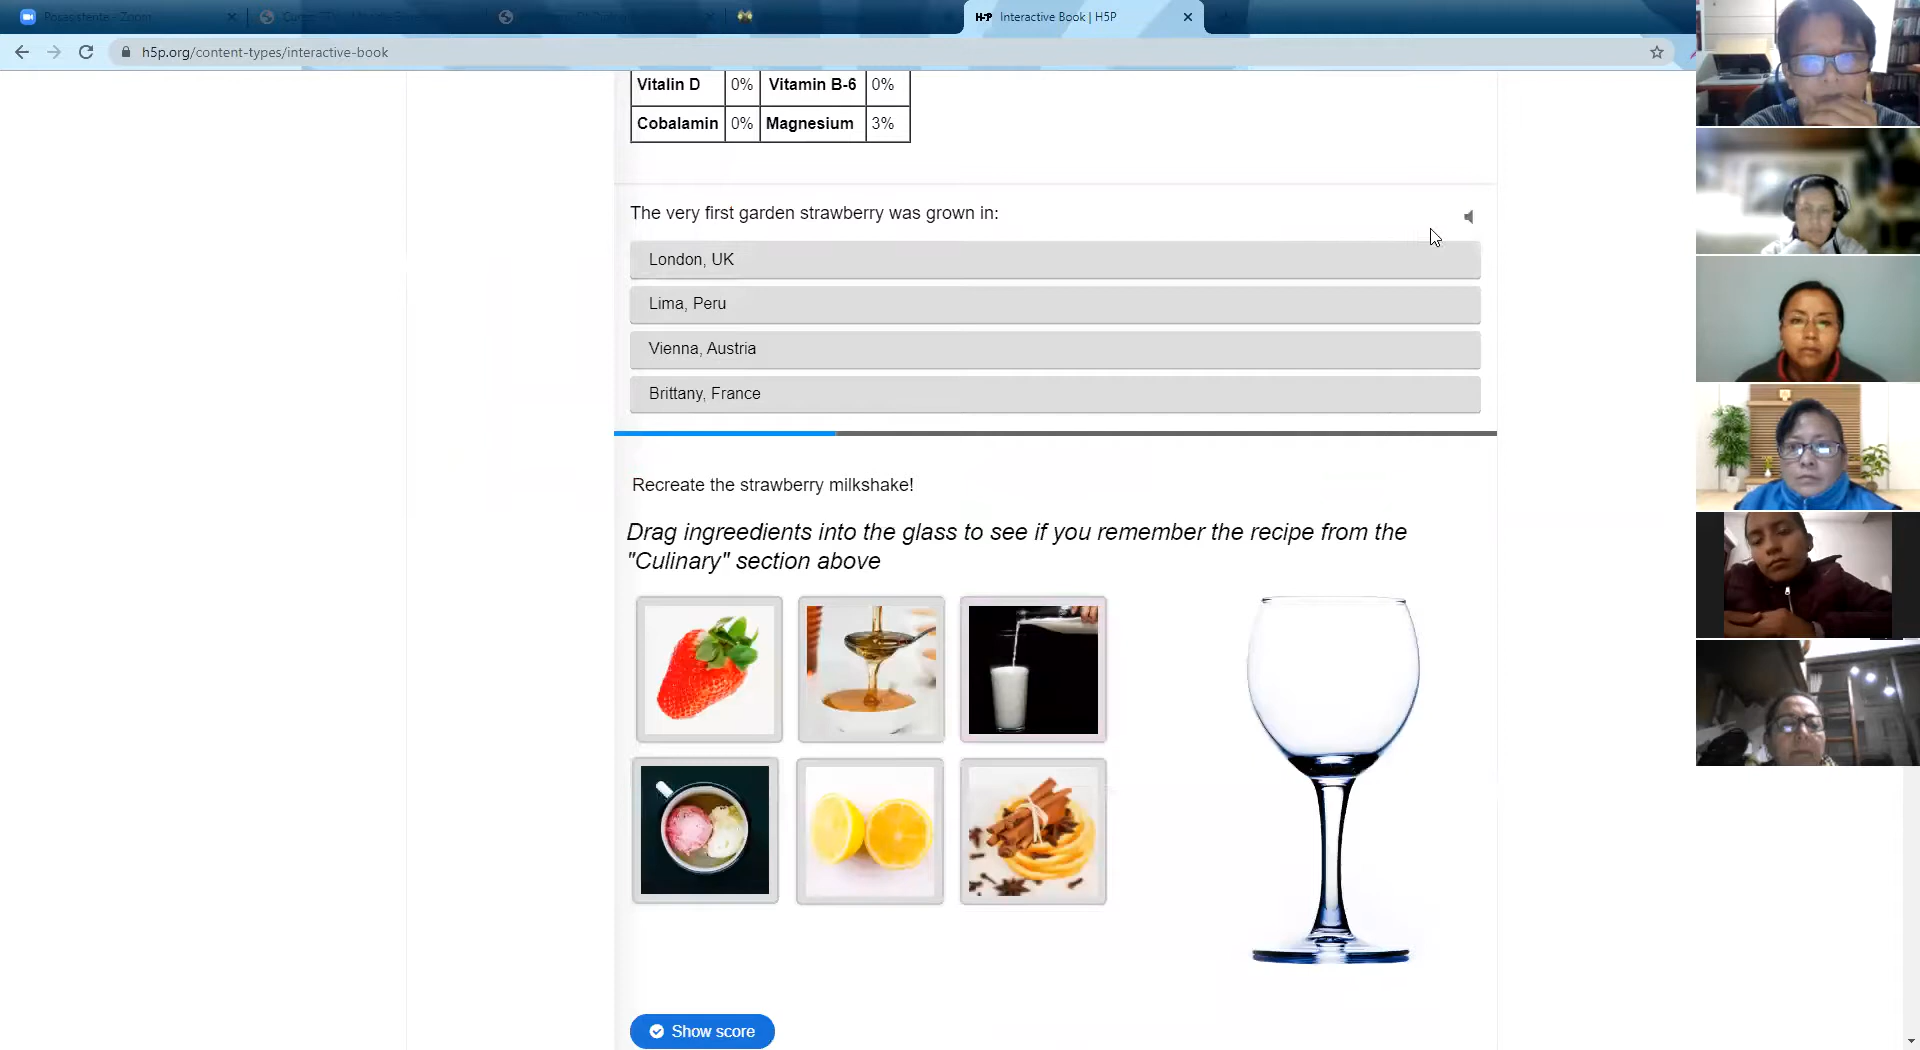 Interactive Book | H5P
h5p.org/content-types/interactive-book
Vitalin D 0% Vitamin B-6 0%
Cobalamin 0% Magnesium 3%
The very first garden strawberry was grown in:
London, UK
Lima, Peru
Vienna, Austria
Brittany, France
Recreate the strawberry milkshake!
Drag ingreedients into the glass to see if you remember the recipe from the
"Culinary" section above
Show score